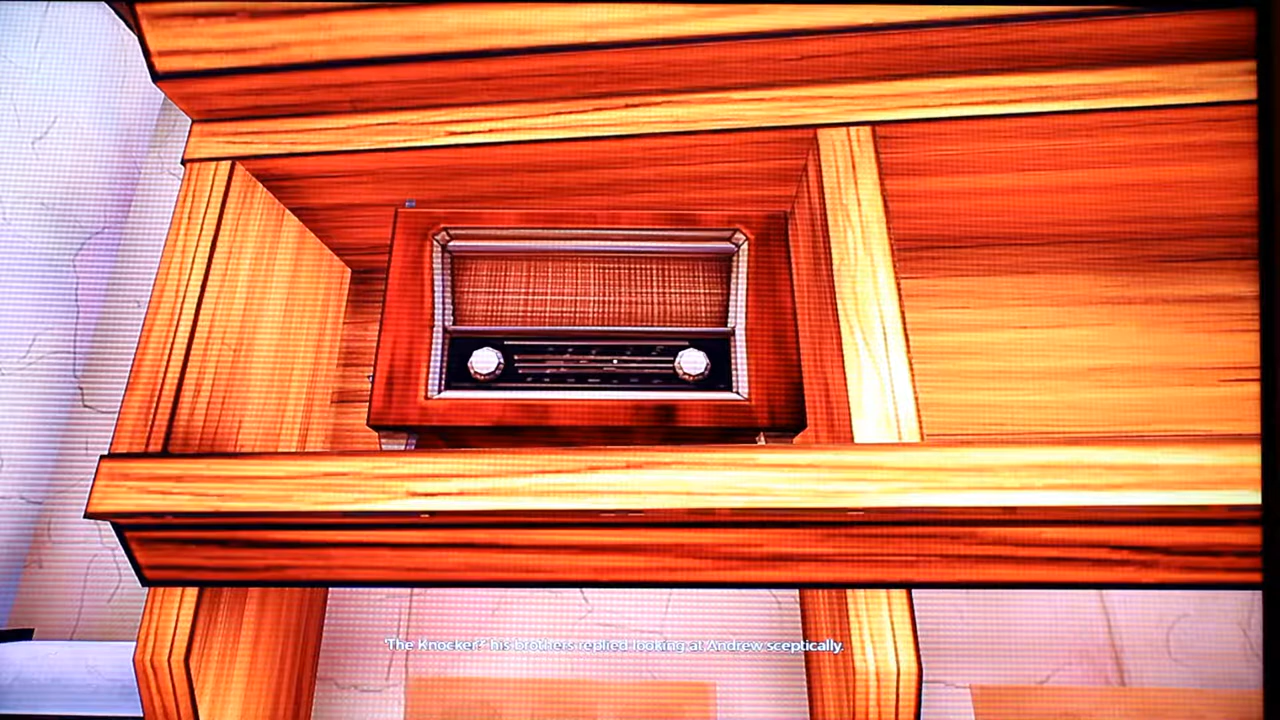 'The Knocker?' his brothers replied looking at Andrew sceptically.